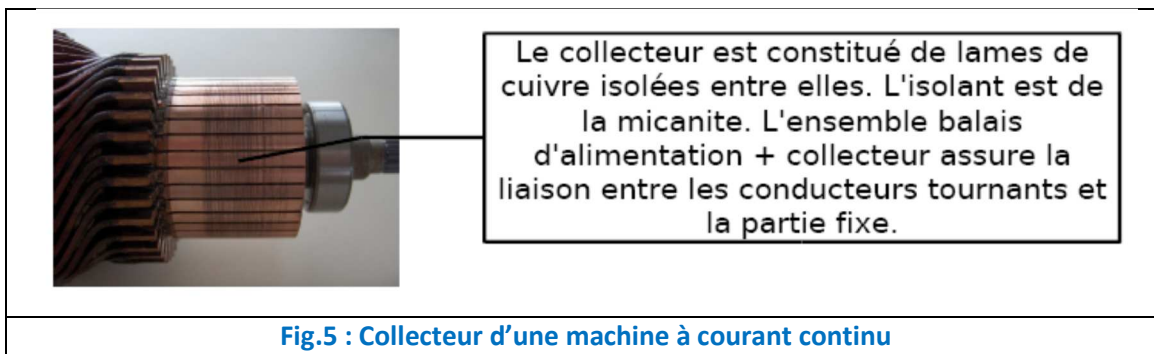 Le collecteur est constitué de lames de
cuivre isolées entre elles. L'isolant est de
la micanite. L'ensemble balais
d'alimentation + collecteur assure la
liaison entre les conducteurs tournants et
la partie fixe.
Fig.5 : Collecteur d’une machine à courant continu